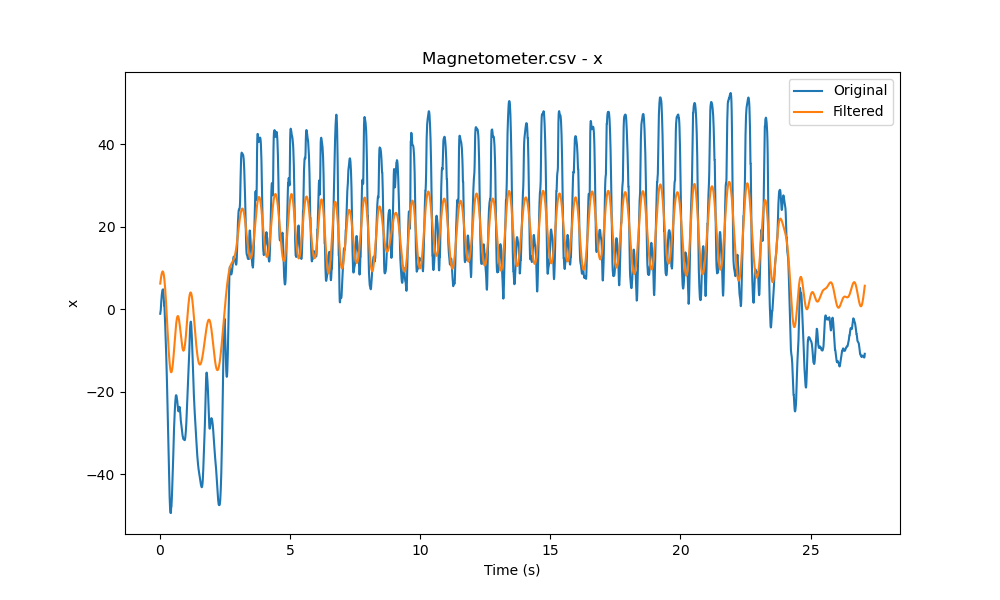 Magnetometer.csv - x
Original
Filtered
40
20
0
−20
−40
x
0 5 10 15 20 25
Time (s)